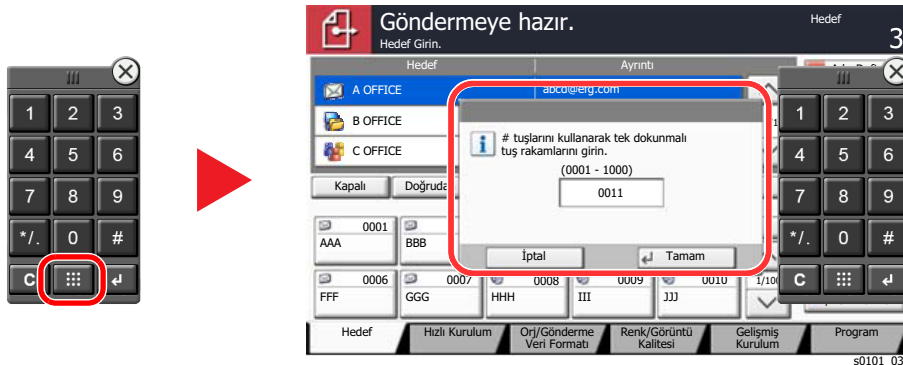 1 2 3
4 5 6
7 8 9
*/. 0 #
C
Göndermeye hazır.
Hedef Girin.
Hedef
3
Hedef Ayrıntı
A OFFICE abcd@efg.com
B OFFICE
C OFFICE
# tuşlarını kullanarak tek dokunmalı
tuş rakamlarını girin.
(0001 - 1000)
0011
İptal Tamam
Kapalı
0001
AAA BBB
0006 0007 0008 0009 0010
FFF GGG HHH III JJJ
1 2 3
4 5 6
7 8 9
*/. 0 #
C
Hedef Hızlı Kurulum Orj/Gönderme
Veri Formatı Renk/Görüntü
Kalitesi Gelişmiş
Kurulum Program
s0101_03